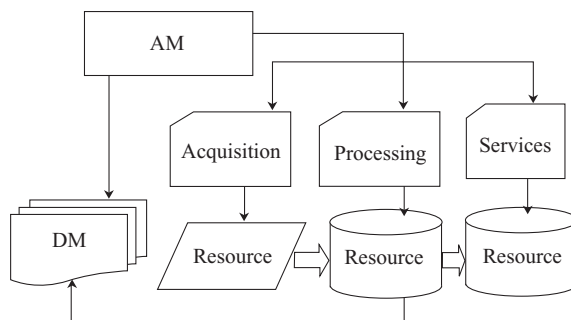 AM
Acquisition
Processing
Services
DM
Resource
Resource
Resource